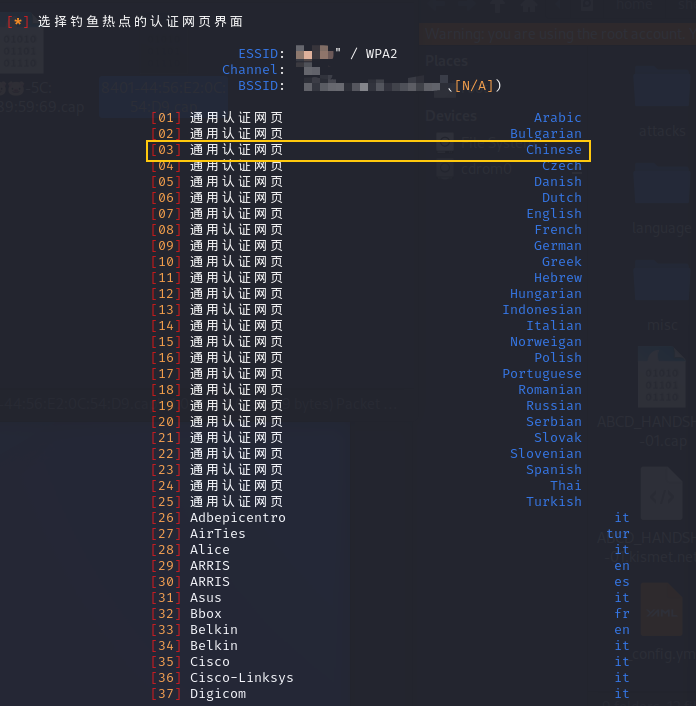 [*] 选择钓鱼热点的认证网页界面
ESSID: " / WPA2
Channel:
BSSID: [N/A])
[01] 通用认证网页 Arabic
[02] 通用认证网页 Bulgarian
[03] 通用认证网页 Chinese
[04] 通用认证网页 Czech
[05] 通用认证网页 Danish
[06] 通用认证网页 Dutch
[07] 通用认证网页 English
[08] 通用认证网页 French
[09] 通用认证网页 German
[10] 通用认证网页 Greek
[11] 通用认证网页 Hebrew
[12] 通用认证网页 Hungarian
[13] 通用认证网页 Indonesian
[14] 通用认证网页 Italian
[15] 通用认证网页 Norweigan
[16] 通用认证网页 Polish
[17] 通用认证网页 Portuguese
[18] 通用认证网页 Romanian
[19] 通用认证网页 Russian
[20] 通用认证网页 Serbian
[21] 通用认证网页 Slovak
[22] 通用认证网页 Slovenian
[23] 通用认证网页 Spanish
[24] 通用认证网页 Thai
[25] 通用认证网页 Turkish
[26] Adbepicentro it
[27] AirTies tur
[28] Alice it
[29] ARRIS en
[30] ARRIS es
[31] Asus it
[32] Bbox fr
[33] Belkin en
[34] Belkin it
[35] Cisco it
[36] Cisco-Linksys it
[37] Digicom it
Places
Devices
attacks
language
misc